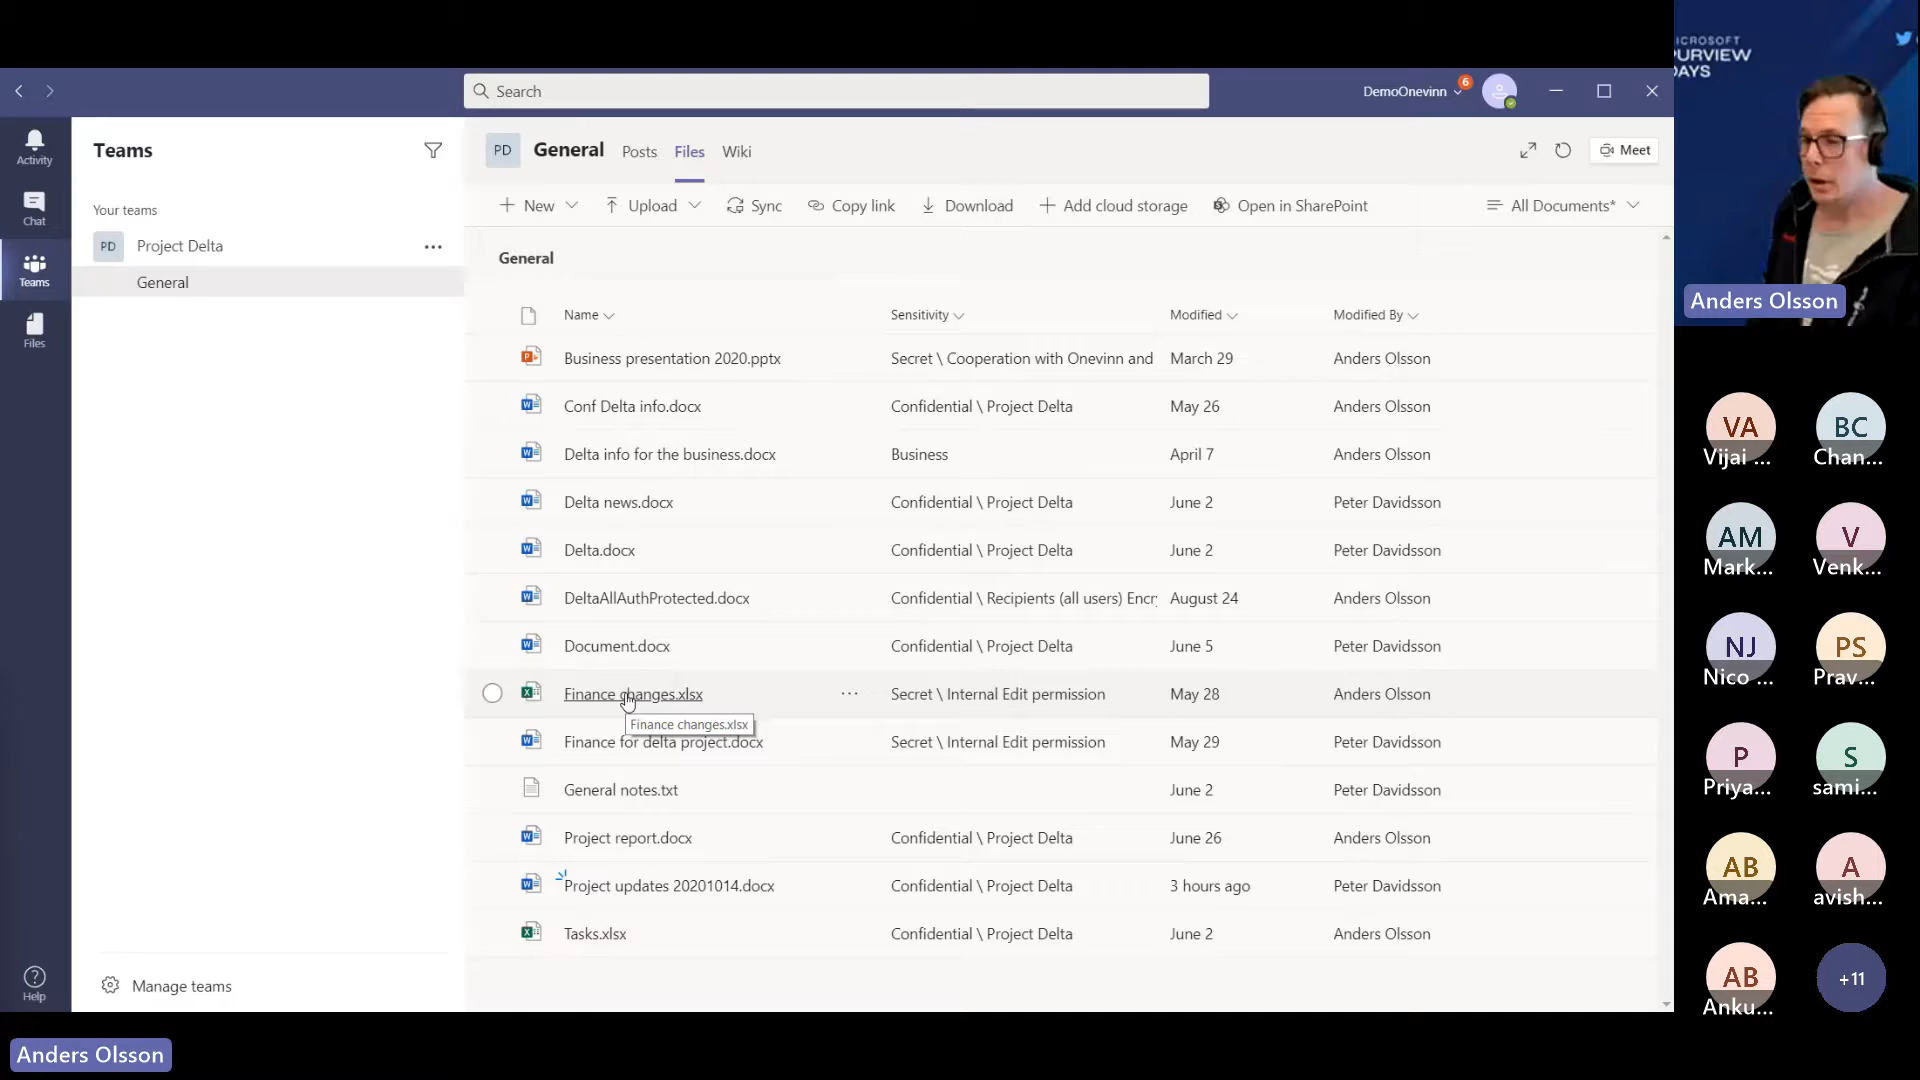 Search
DemoOnevinn
6
Activity
Chat
Teams
Files
Help
Teams
Your teams
PD
Project Delta
General
Manage teams
PD
General
Posts
Files
Wiki
Meet
New
Upload
Sync
Copy link
Download
Add cloud storage
Open in SharePoint
All Documents*
General
Name Sensitivity Modified Modified By
Business presentation 2020.pptx Secret \ Cooperation with Onevinn and March 29 Anders Olsson
Conf Delta info.docx Confidential \ Project Delta May 26 Anders Olsson
Delta info for the business.docx Business April 7 Anders Olsson
Delta news.docx Confidential \ Project Delta June 2 Peter Davidsson
Delta.docx Confidential \ Project Delta June 2 Peter Davidsson
DeltaAllAuthProtected.docx Confidential \ Recipients (all users) Encr August 24 Anders Olsson
Document.docx Confidential \ Project Delta June 5 Peter Davidsson
Finance changes.xlsx Secret \ Internal Edit permission May 28 Anders Olsson
Finance changes.xlsx
Finance for delta project.docx Secret \ Internal Edit permission May 29 Peter Davidsson
General notes.txt June 2 Peter Davidsson
Project report.docx Confidential \ Project Delta June 26 Anders Olsson
Project updates 20201014.docx Confidential \ Project Delta 3 hours ago Peter Davidsson
Tasks.xlsx Confidential \ Project Delta June 2 Anders Olsson
ICROSOFT
URVIEW
DAYS
Anders Olsson
VA
Vijai ...
BC
Chan...
AM
Mark...
V
Venk...
NJ
Nico ...
PS
Prav...
P
Priya...
S
sami...
AB
Ama...
A
avish...
AB
Anku...
+11
Anders Olsson